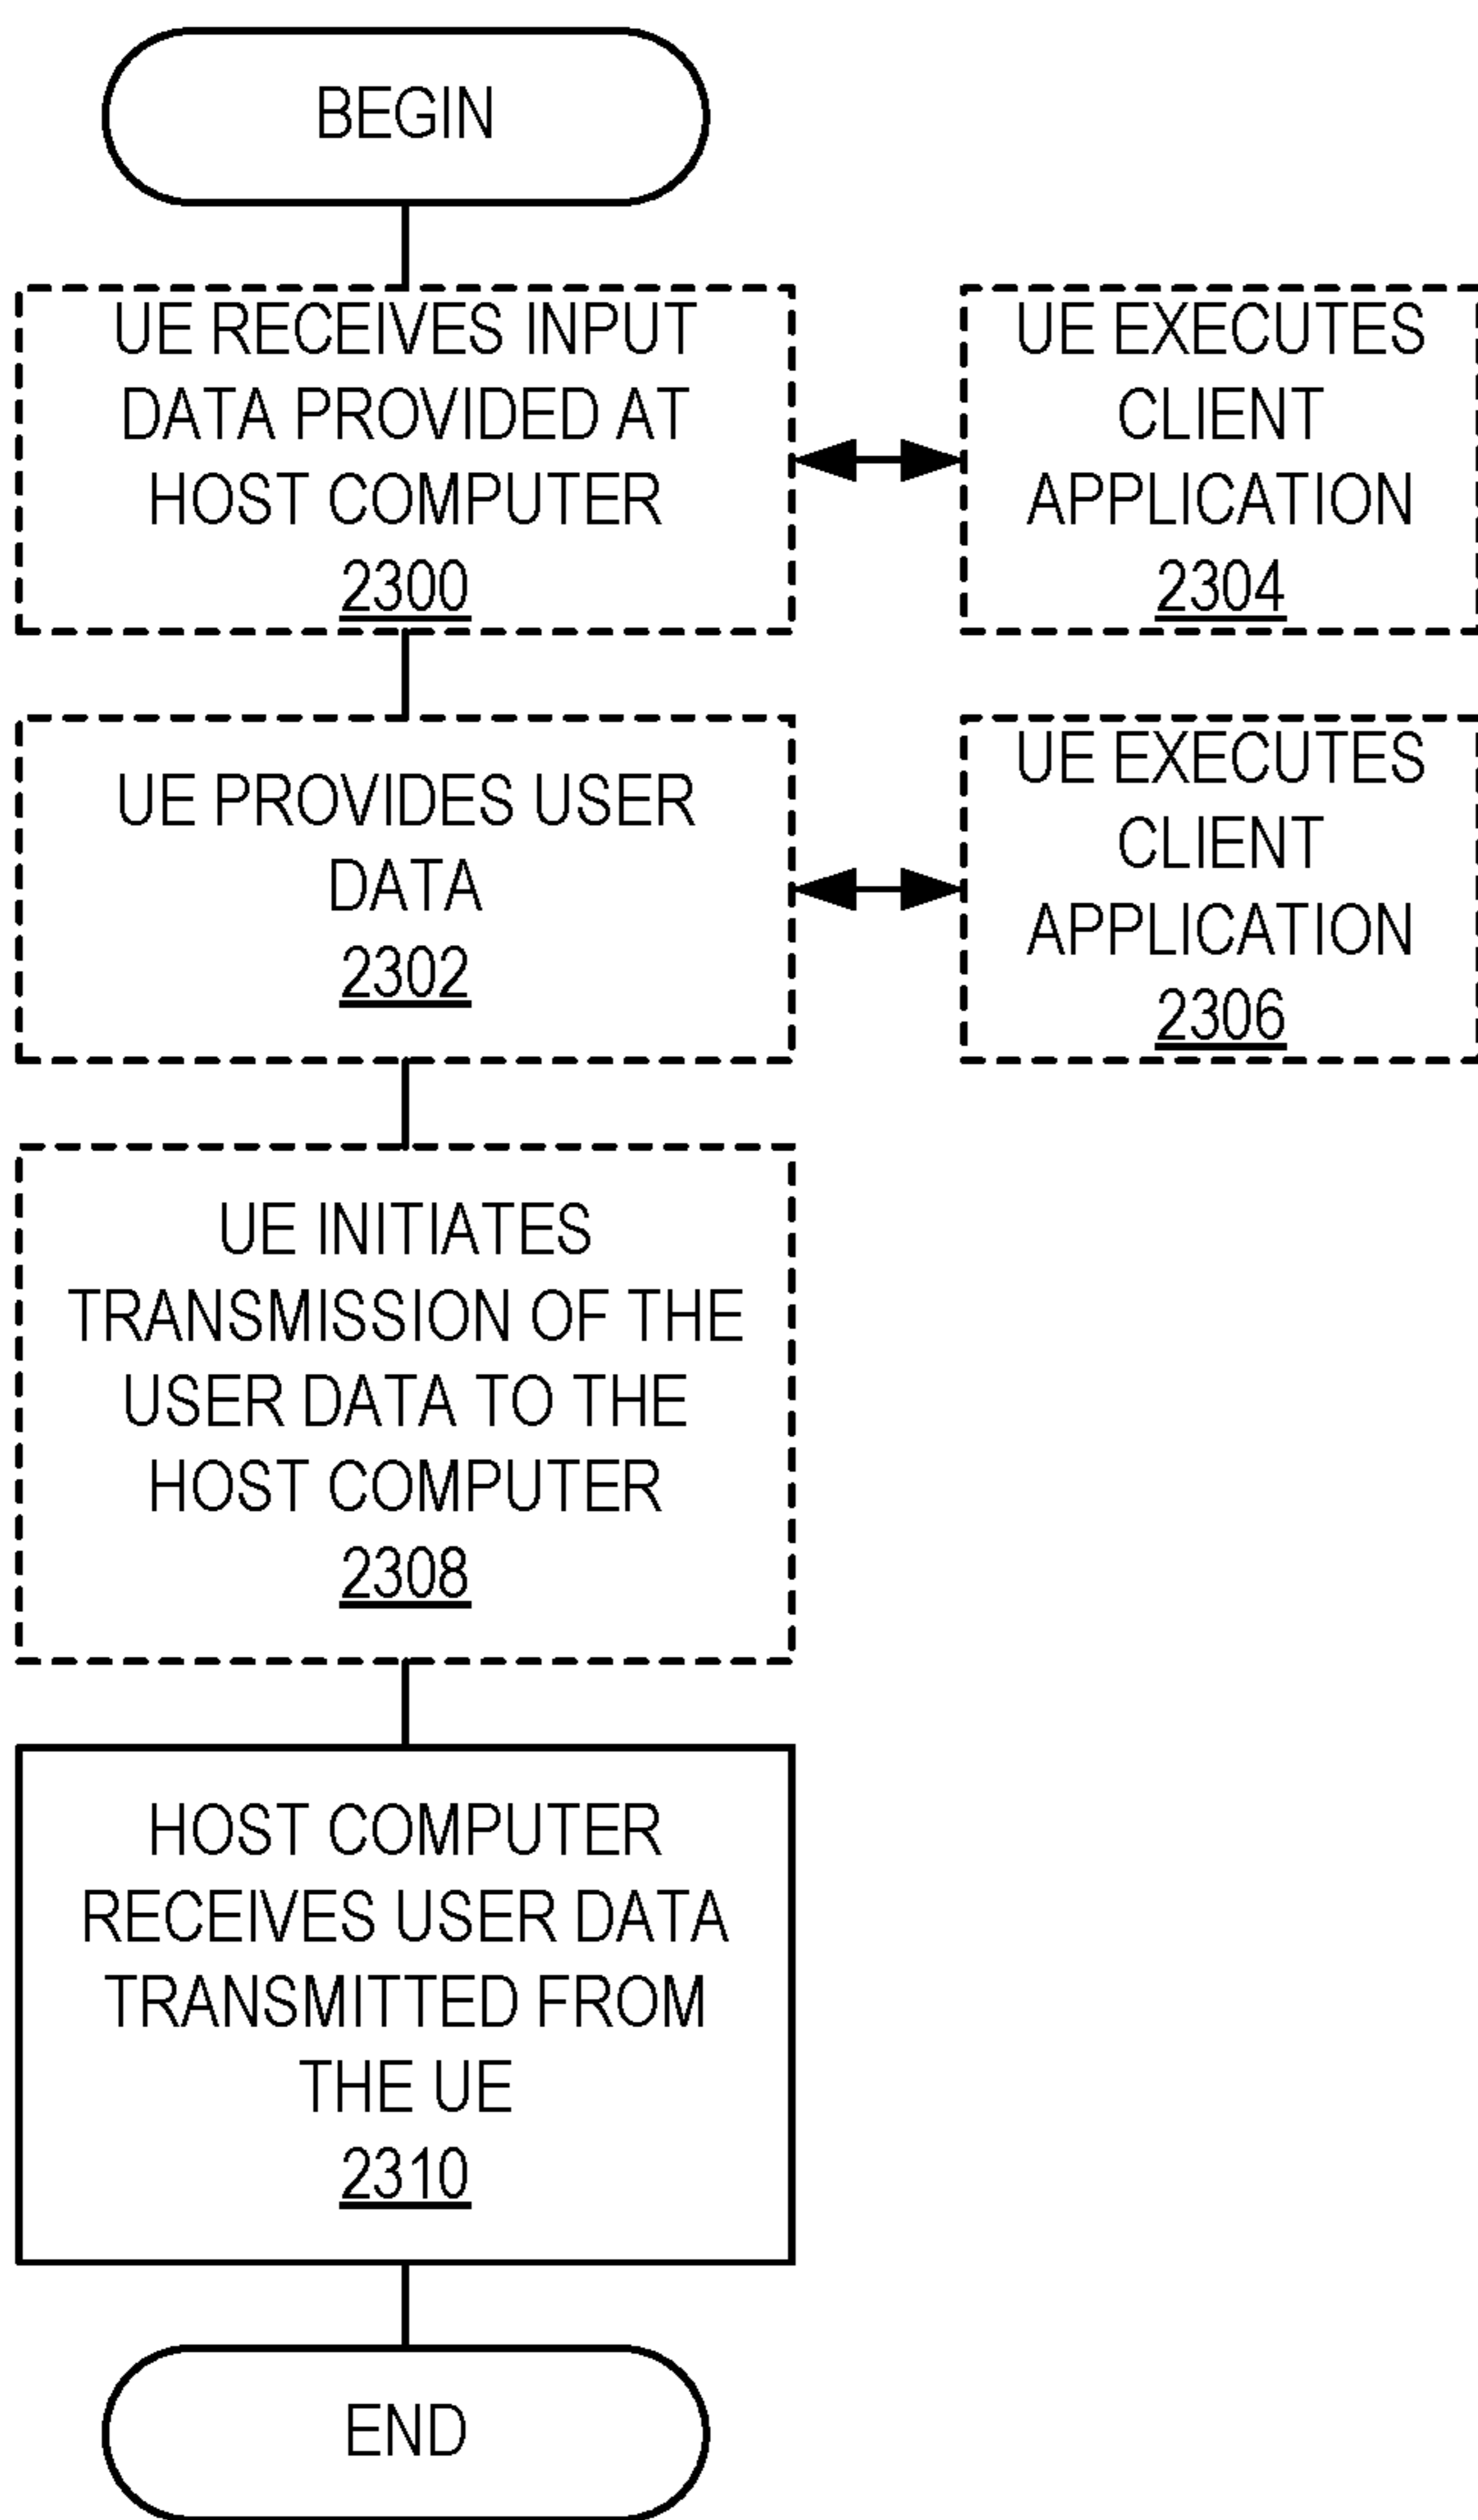 BEGIN
UE RECEIVES INPUT
DATA PROVIDED AT
HOST COMPUTER
2300
UE EXECUTES
CLIENT
APPLICATION
2304
UE PROVIDES USER
DATA
2302
UE EXECUTES
CLIENT
APPLICATION
2306
UE INITIATES
TRANSMISSION OF THE
USER DATA TO THE
HOST COMPUTER
2308
HOST COMPUTER
RECEIVES USER DATA
TRANSMITTED FROM
THE UE
2310
END